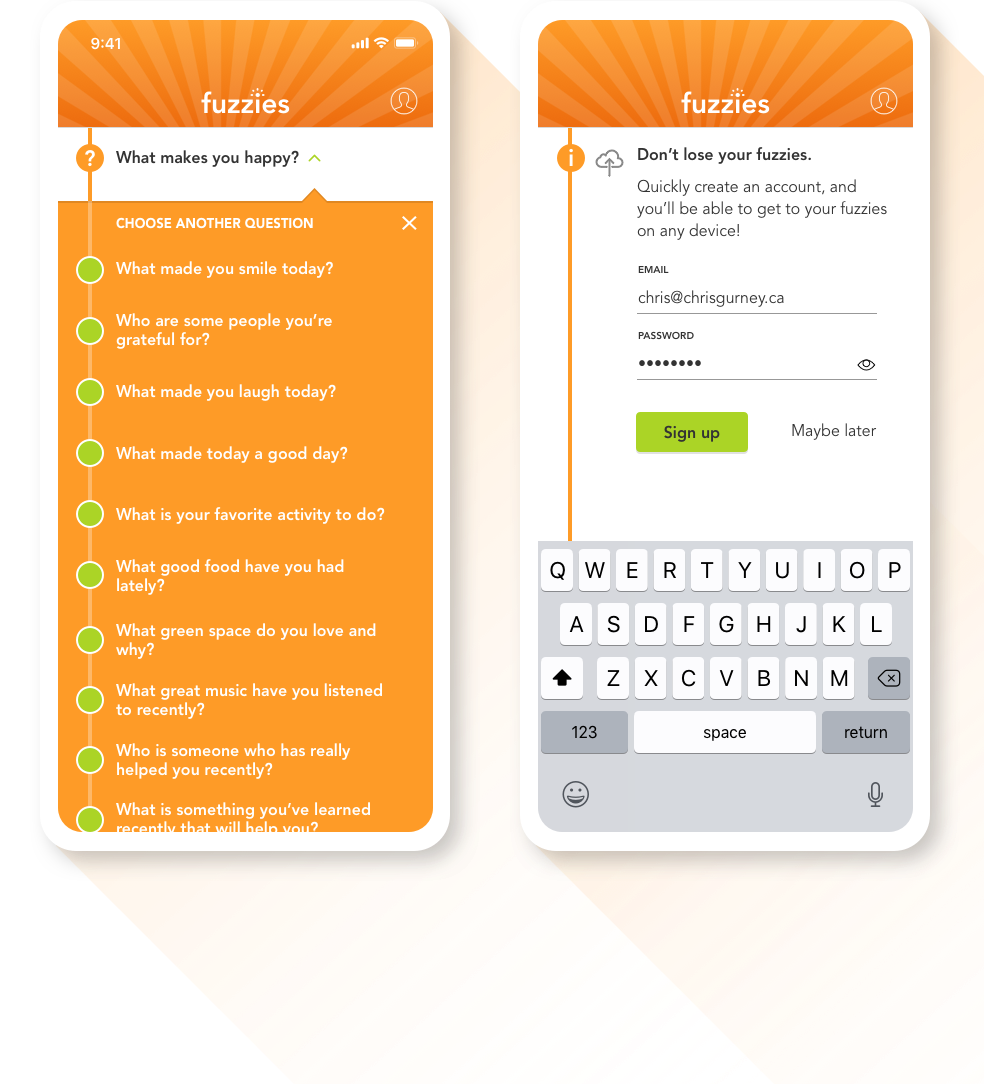 9:41
fuzzies
? What makes you happy?
CHOOSE ANOTHER QUESTION
What made you smile today?
Who are some people you’re
grateful for?
What made you laugh today?
What made today a good day?
What is your favorite activity to do?
What good food have you had
lately?
What green space do you love and
why?
What great music have you listened
to recently?
Who is someone who has really
helped you recently?
What is something you’ve learned
recently that will help you?
fuzzies
i Don’t lose your fuzzies.
Quickly create an account, and
you’ll be able to get to your fuzzies
on any device!
EMAIL
chris@chrisgurney.ca
PASSWORD
••••••••
Sign up Maybe later
Q W E R T Y U I O P
A S D F G H J K L
Z X C V B N M
123 space return